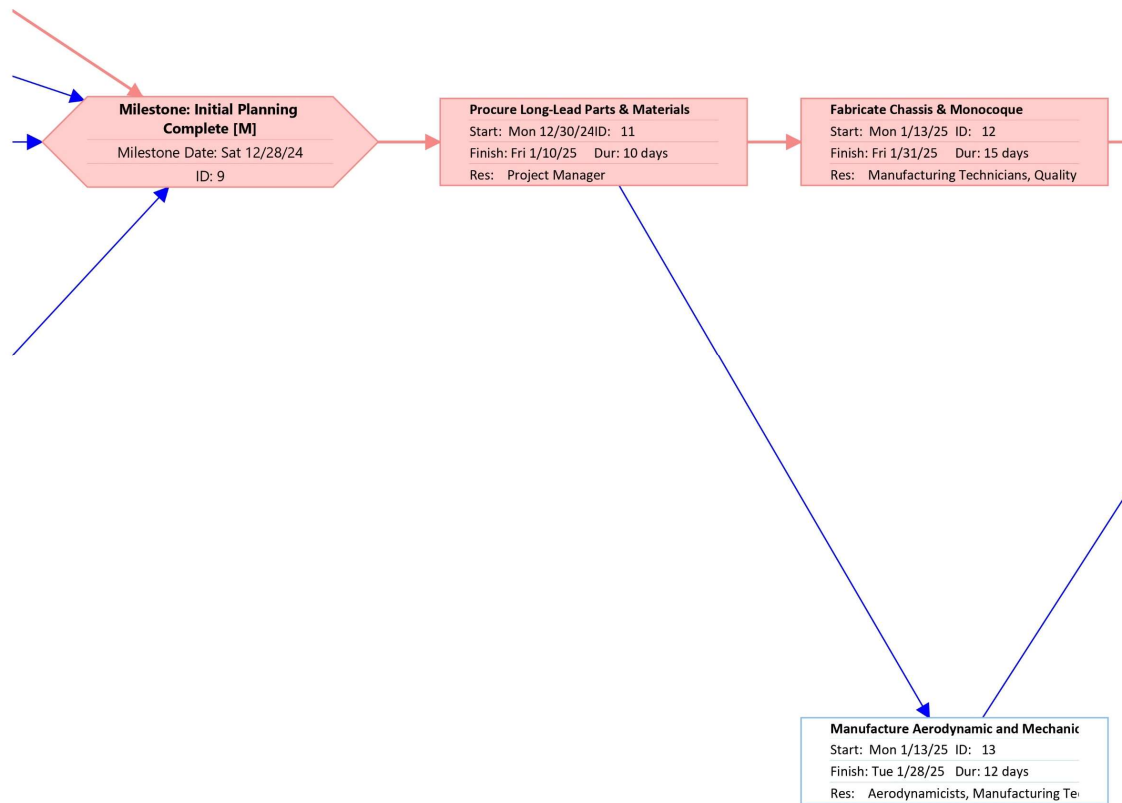 Milestone: Initial Planning
Complete [M]
Milestone Date: Sat 12/28/24
ID: 9
Procure Long-Lead Parts & Materials
Start: Mon 12/30/24ID: 11
Finish: Fri 1/10/25 Dur: 10 days
Res: Project Manager
Fabricate Chassis & Monocoque
Start: Mon 1/13/25 ID: 12
Finish: Fri 1/31/25 Dur: 15 days
Res: Manufacturing Technicians, Quality
Manufacture Aerodynamic and Mechanic
Start: Mon 1/13/25 ID: 13
Finish: Tue 1/28/25 Dur: 12 days
Res: Aerodynamicists, Manufacturing Te